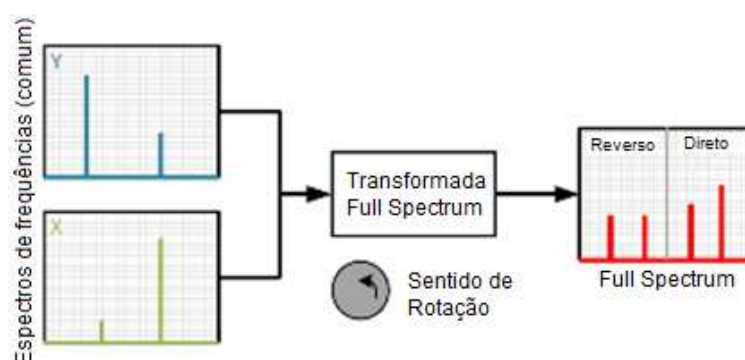 Espectros de frequências (comum)
Y
X
Transformada
Full Spectrum
Sentido de
Rotação
Reverso
Direto
Full Spectrum